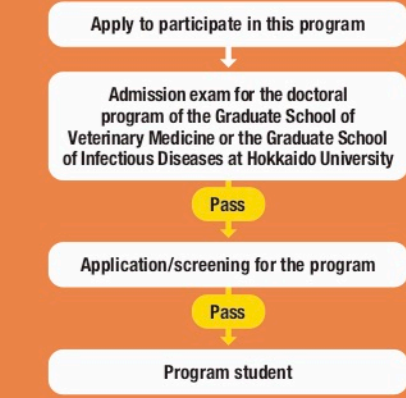 Apply to participate in this program
Admission exam for the doctoral
program of the Graduate School of
Veterinary Medicine or the Graduate School
of Infectious Diseases at Hokkaido University
Pass
Application/screening for the program
Pass
Program student